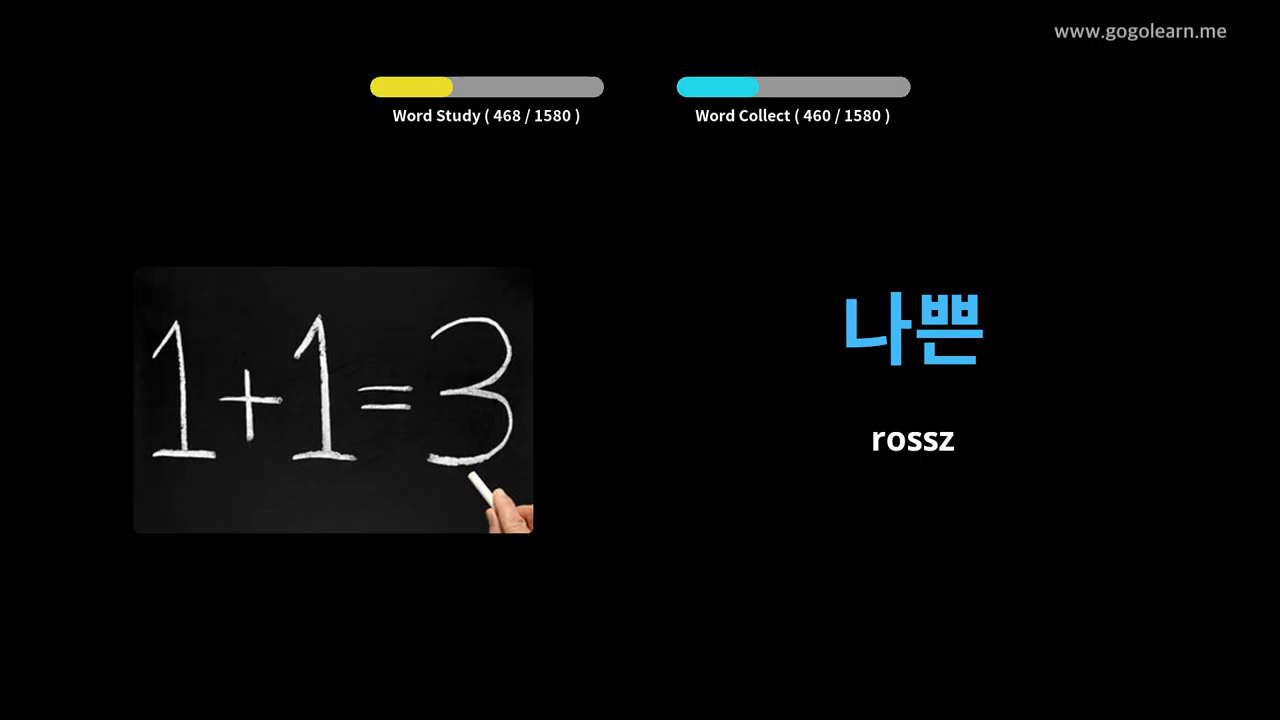 www.gogolearn.me
Word Study ( 468 / 1580 )
Word Collect ( 460 / 1580 )
1+1=3
나쁜
rossz